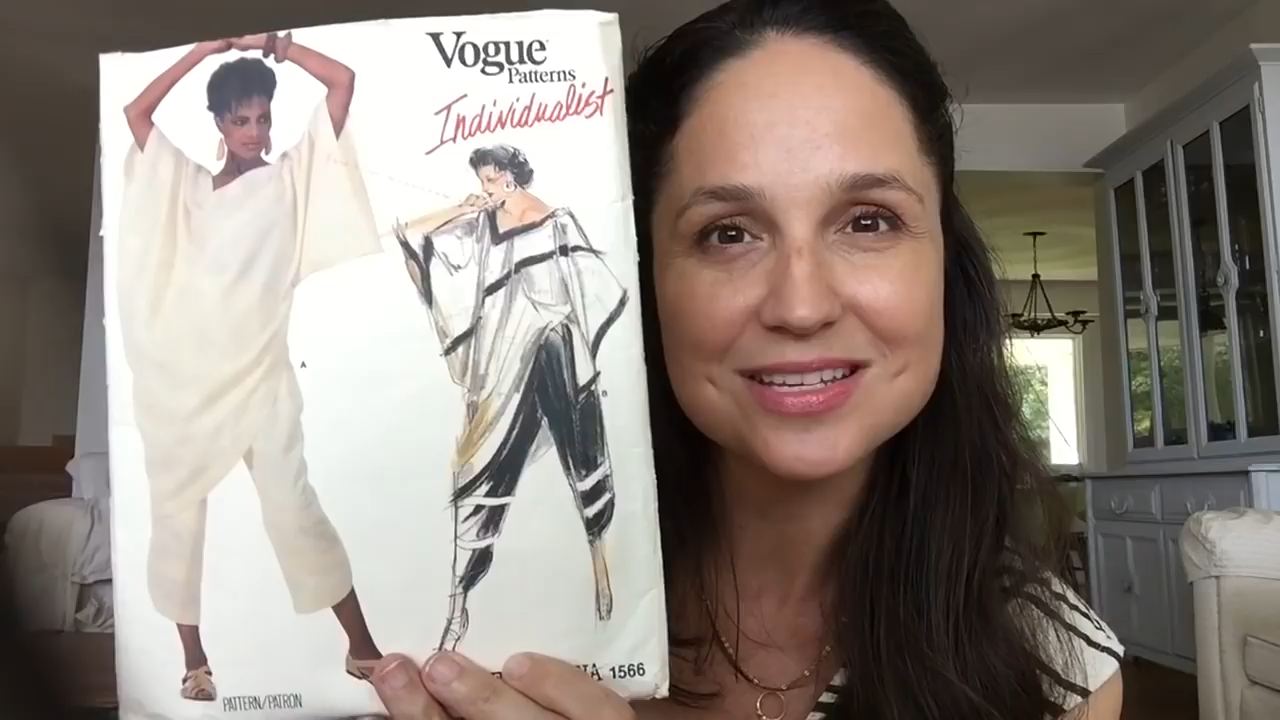 Vogue
Patterns
Individualist
A
B
1566
PATTERN/PATRON